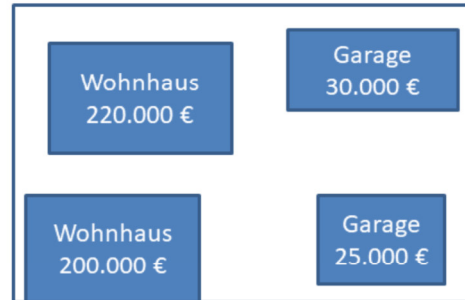 Wohnhaus
220.000 €
Garage
30.000 €
Wohnhaus
200.000 €
Garage
25.000 €